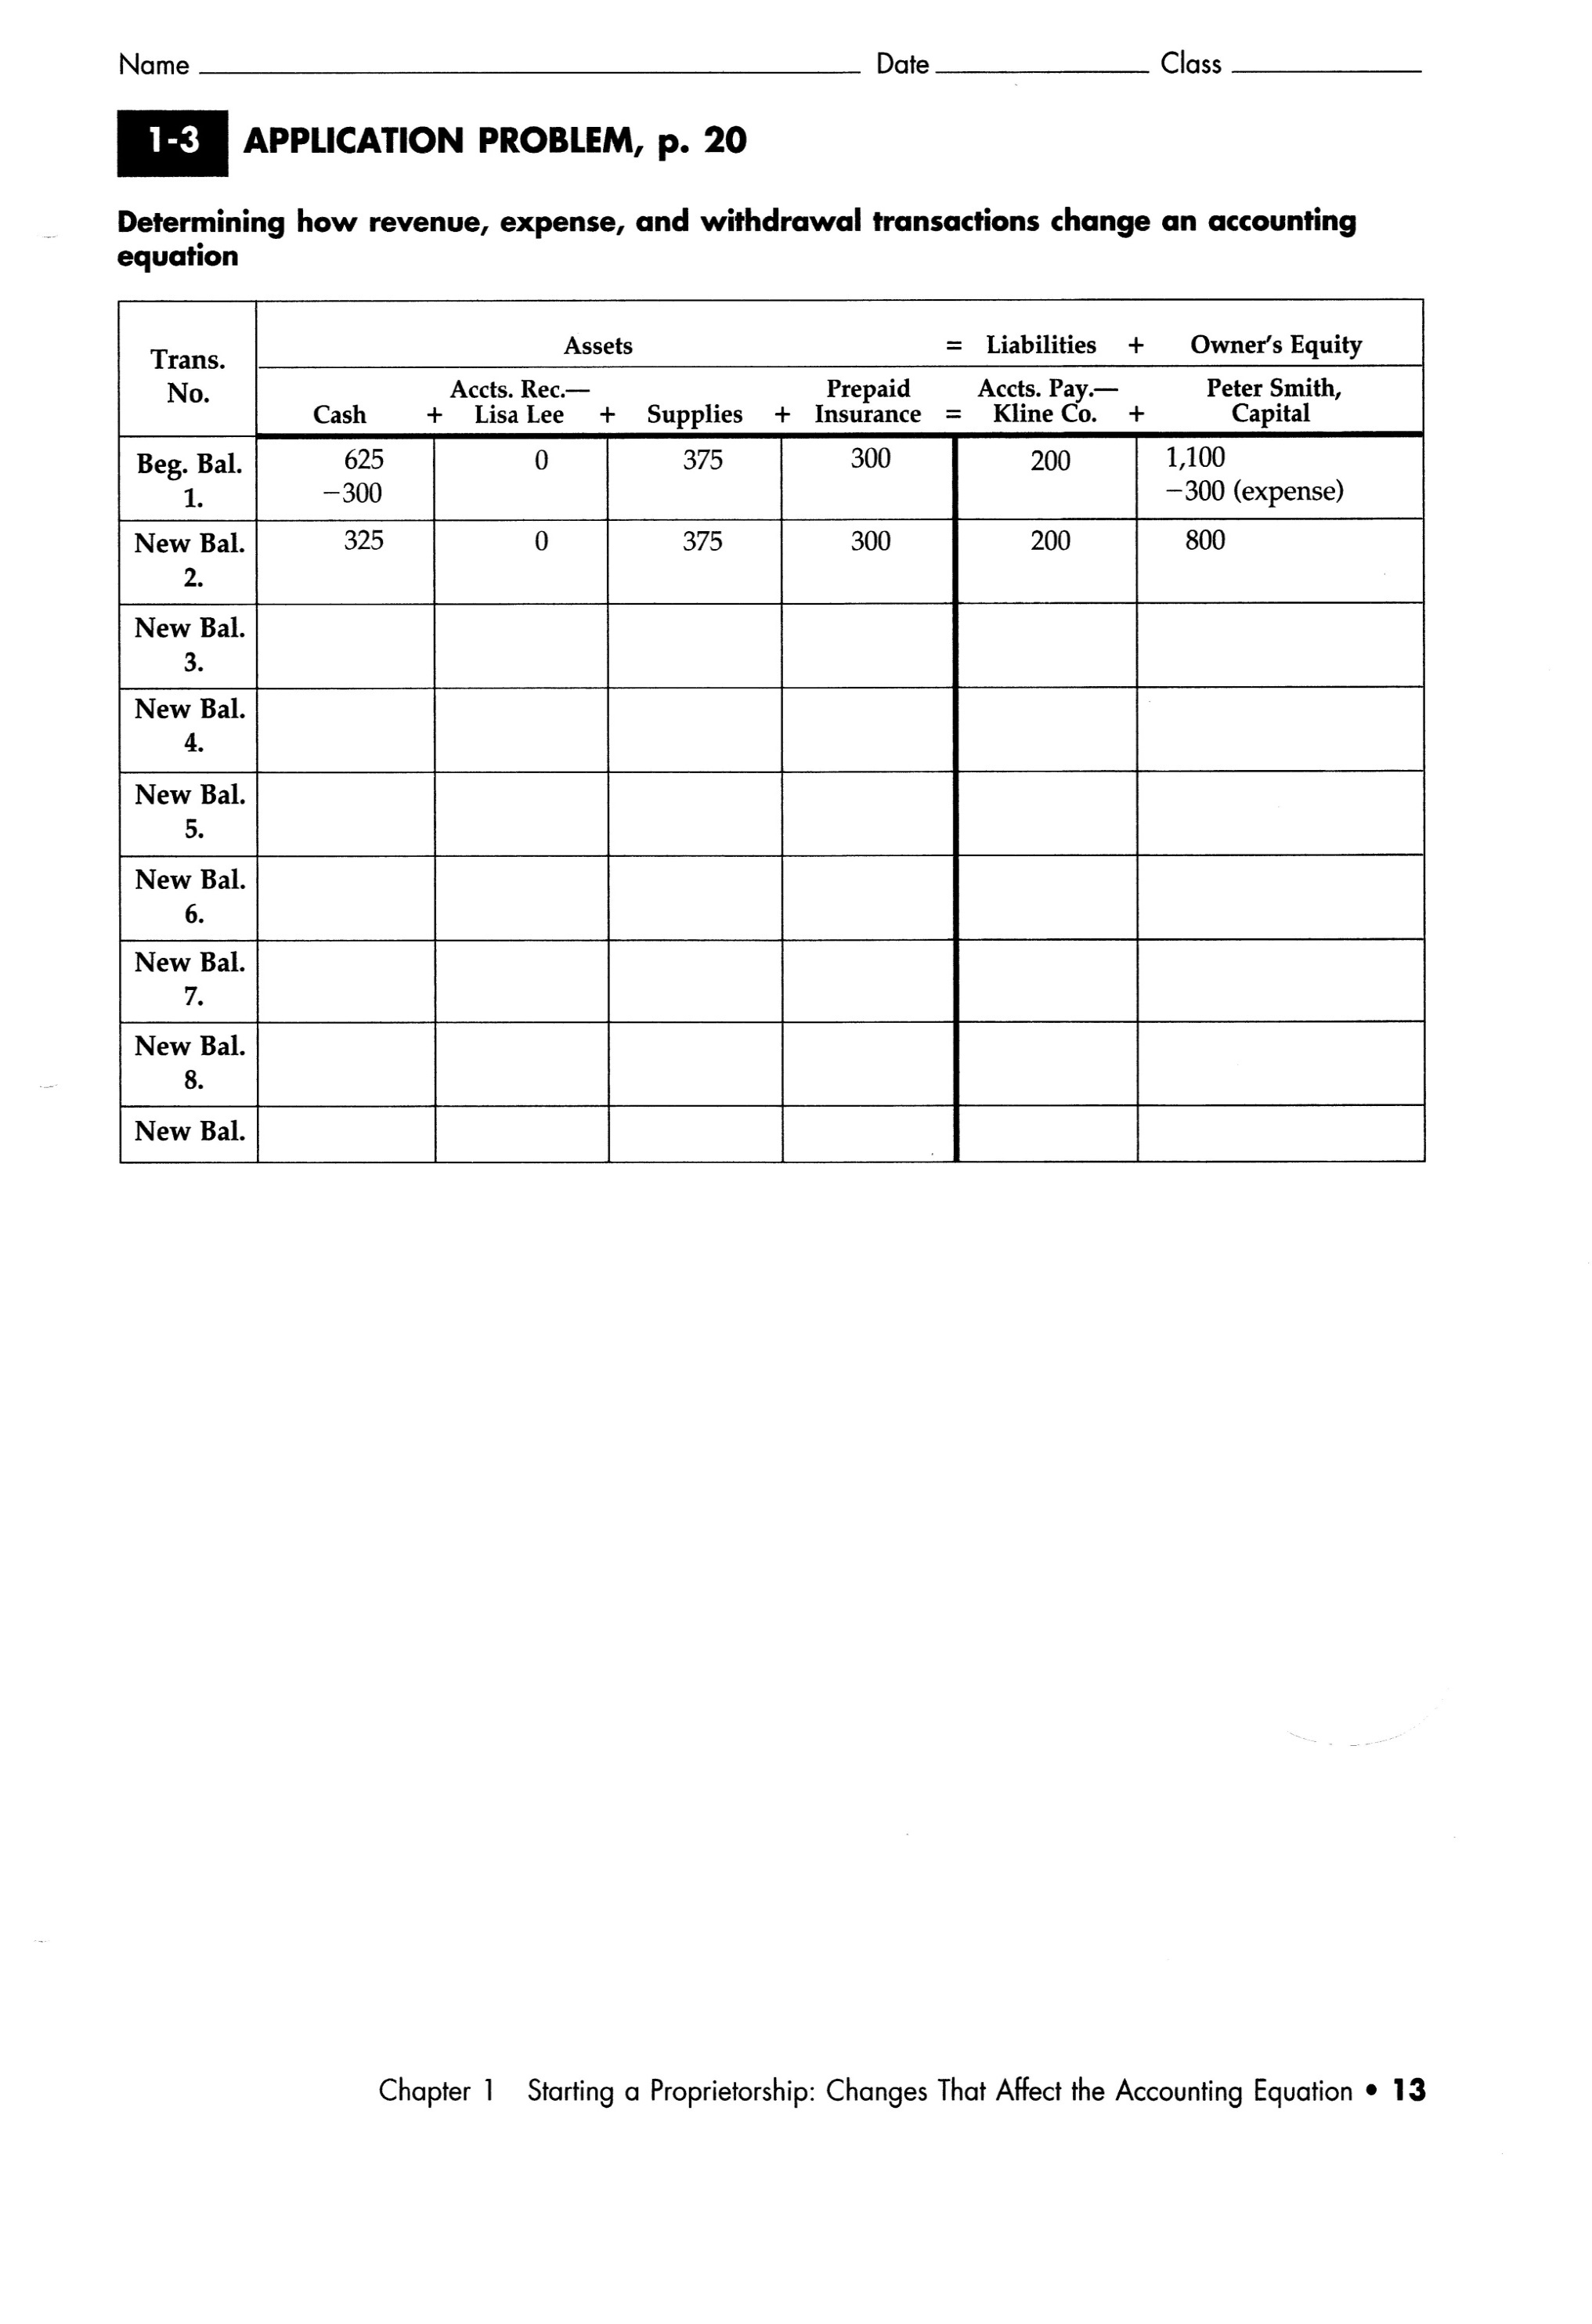 Name Date Class
1-3 APPLICATION PROBLEM, p. 20
Determining how revenue, expense, and withdrawal transactions change an accounting
equation
Trans.
No.
Assets = Liabilities + Owner's Equity
Accts. Rec.— Prepaid Accts. Pay.— Peter Smith,
Cash + Lisa Lee + Supplies + Insurance = Kline Co. + Capital
Beg. Bal. 625 0 375 300 200 1,100
1. −300 −300 (expense)
New Bal. 325 0 375 300 200 800
2.
New Bal.
3.
New Bal.
4.
New Bal.
5.
New Bal.
6.
New Bal.
7.
New Bal.
8.
New Bal.
Chapter 1 Starting a Proprietorship: Changes That Affect the Accounting Equation • 13